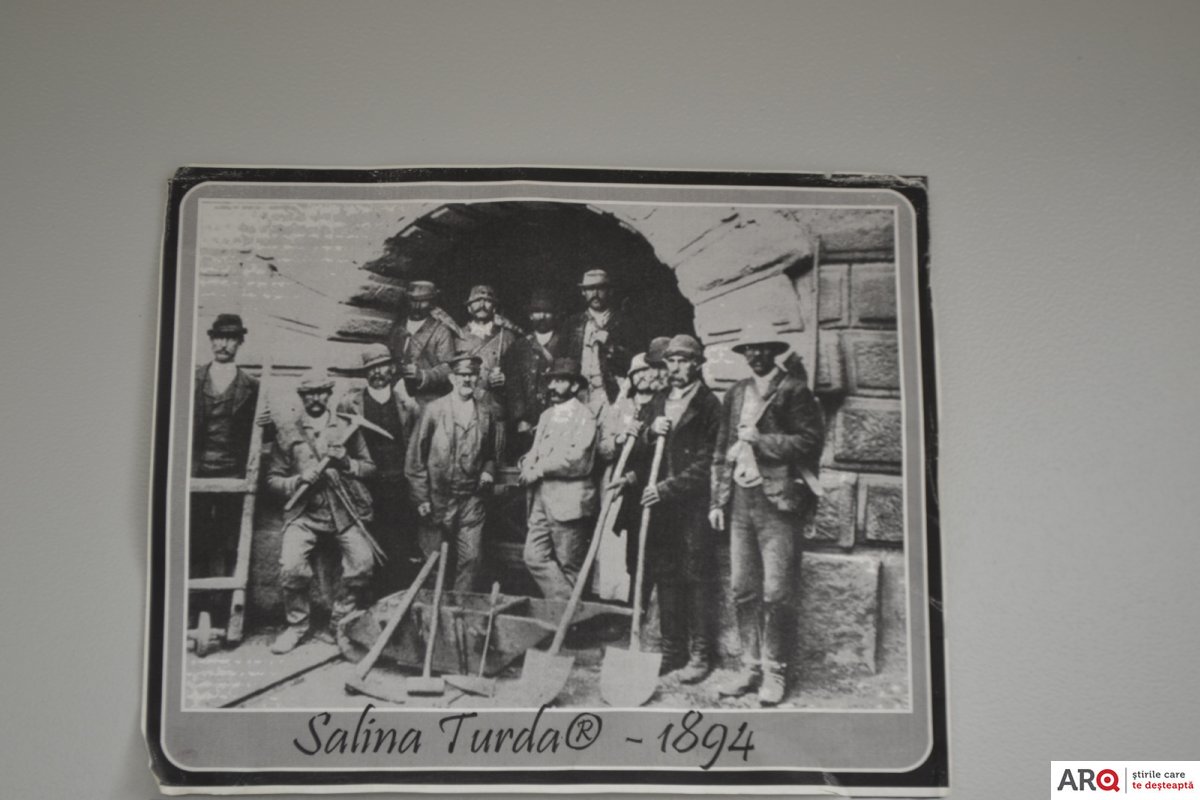 Salina Turda® - 1894
ARQ
știrile care
te deșteaptă